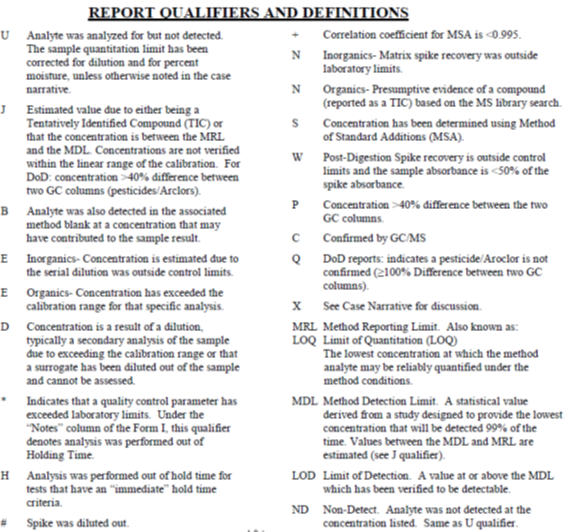 REPORT QUALIFIERS AND DEFINITIONS
U Analyte was analyzed for but not detected.
The sample quantitation limit has been
corrected for dilution and for percent
moisture, unless otherwise noted in the case
narrative.
J Estimated value due to either being a
Tentatively Identified Compound (TIC) or
that the concentration is between the MRL
and the MDL. Concentrations are not verified
within the linear range of the calibration. For
DoD: concentration >40% difference between
two GC columns (pesticides/Arclors).
B Analyte was also detected in the associated
method blank at a concentration that may
have contributed to the sample result.
E Inorganics- Concentration is estimated due to
the serial dilution was outside control limits.
E Organics- Concentration has exceeded the
calibration range for that specific analysis.
D Concentration is a result of a dilution,
typically a secondary analysis of the sample
due to exceeding the calibration range or that
a surrogate has been diluted out of the sample
and cannot be assessed.
* Indicates that a quality control parameter has
exceeded laboratory limits. Under the
“Notes” column of the Form I, this qualifier
denotes analysis was performed out of
Holding Time.
H Analysis was performed out of hold time for
tests that have an “immediate” hold time
criteria.
# Spike was diluted out.
+ Correlation coefficient for MSA is <0.995.
N Inorganics- Matrix spike recovery was outside
laboratory limits.
N Organics- Presumptive evidence of a compound
(reported as a TIC) based on the MS library search.
S Concentration has been determined using Method
of Standard Additions (MSA).
W Post-Digestion Spike recovery is outside control
limits and the sample absorbance is <50% of the
spike absorbance.
P Concentration >40% difference between the two
GC columns.
C Confirmed by GC/MS
Q DoD reports: indicates a pesticide/Aroclor is not
confirmed (≥100% Difference between two GC
columns).
X See Case Narrative for discussion.
MRL Method Reporting Limit. Also known as:
LOQ Limit of Quantitation (LOQ)
The lowest concentration at which the method
analyte may be reliably quantified under the
method conditions.
MDL Method Detection Limit. A statistical value
derived from a study designed to provide the lowest
concentration that will be detected 99% of the
time. Values between the MDL and MRL are
estimated (see J qualifier).
LOD Limit of Detection. A value at or above the MDL
which has been verified to be detectable.
ND Non-Detect. Analyte was not detected at the
concentration listed. Same as U qualifier.